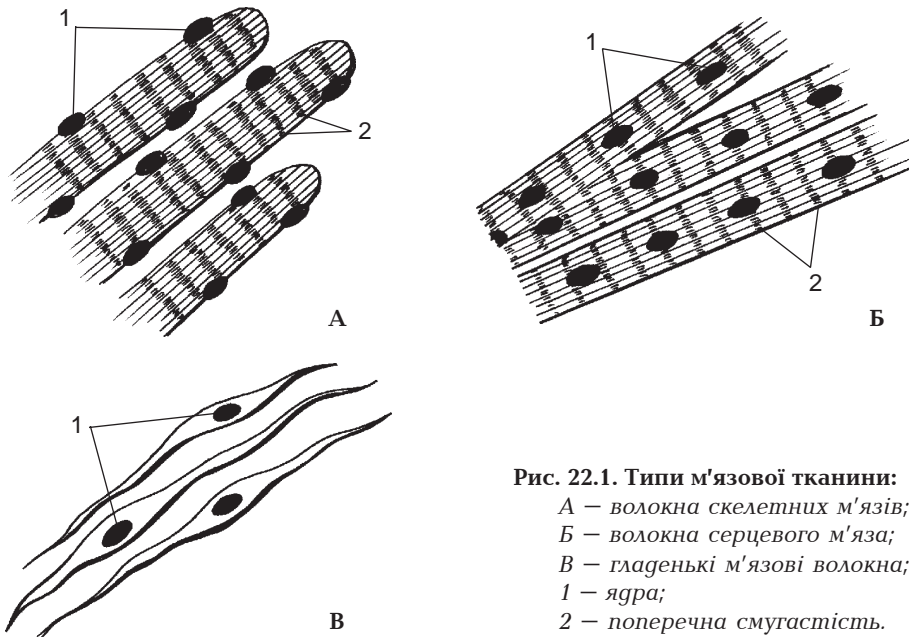 1
2
А
1
2
Б
1
В
Рис. 22.1. Типи м'язової тканини:
А – волокна скелетних м'язів;
Б – волокна серцевого м'яза;
В – гладенькі м'язові волокна;
1 – ядра;
2 – поперечна смугастість.